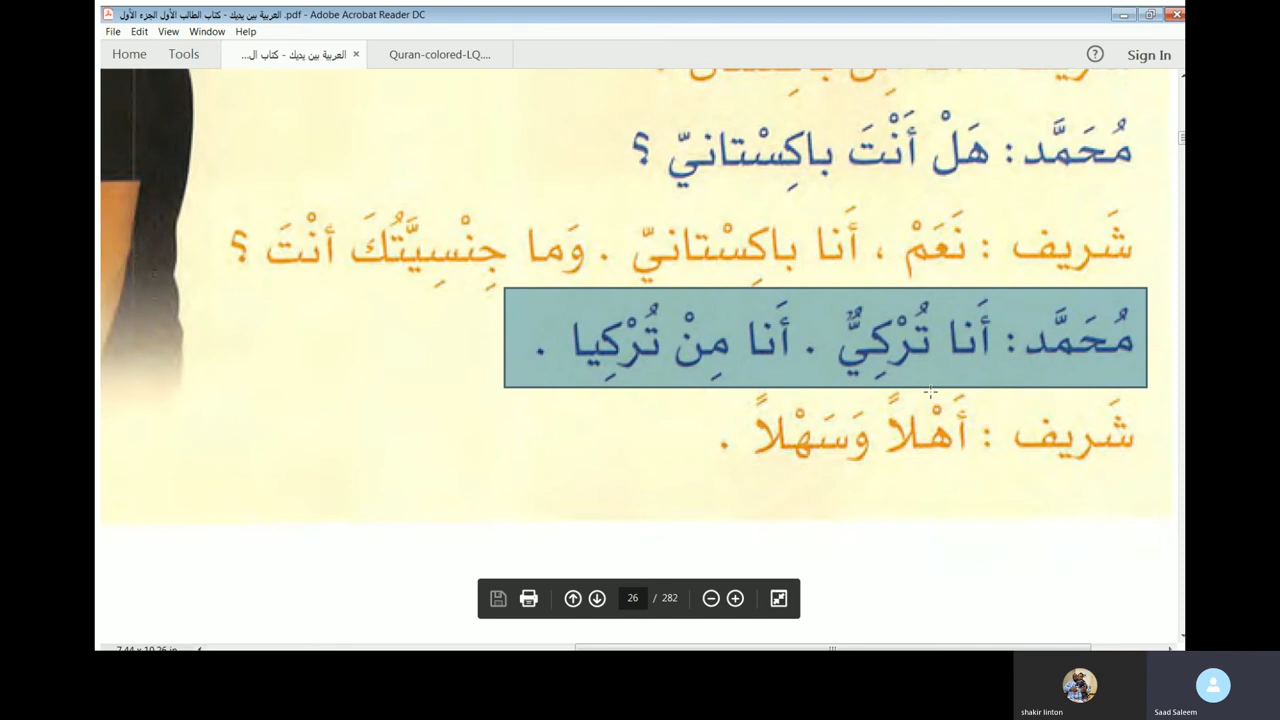 العربية بين يديك - كتاب الطالب الأول الجزء الأول.pdf - Adobe Acrobat Reader DC
File Edit View Window Help
Home Tools العربية بين يديك - كتاب ال... × Quran-colored-LQ.... ? Sign In
مُحَمَّد : هَلْ أَنْتَ باكِسْتانيّ ؟
شَريف : نَعَمْ ، أَنا باكِسْتانيّ . وَما جِنْسِيَّتُكَ أنْتَ ؟
مُحَمَّد : أَنا تُرْكِيٌّ . أَنا مِنْ تُرْكِيا .
شَريف : أَهْلاً وَسَهْلاً .
26 / 282
shakir linton
Saad Saleem